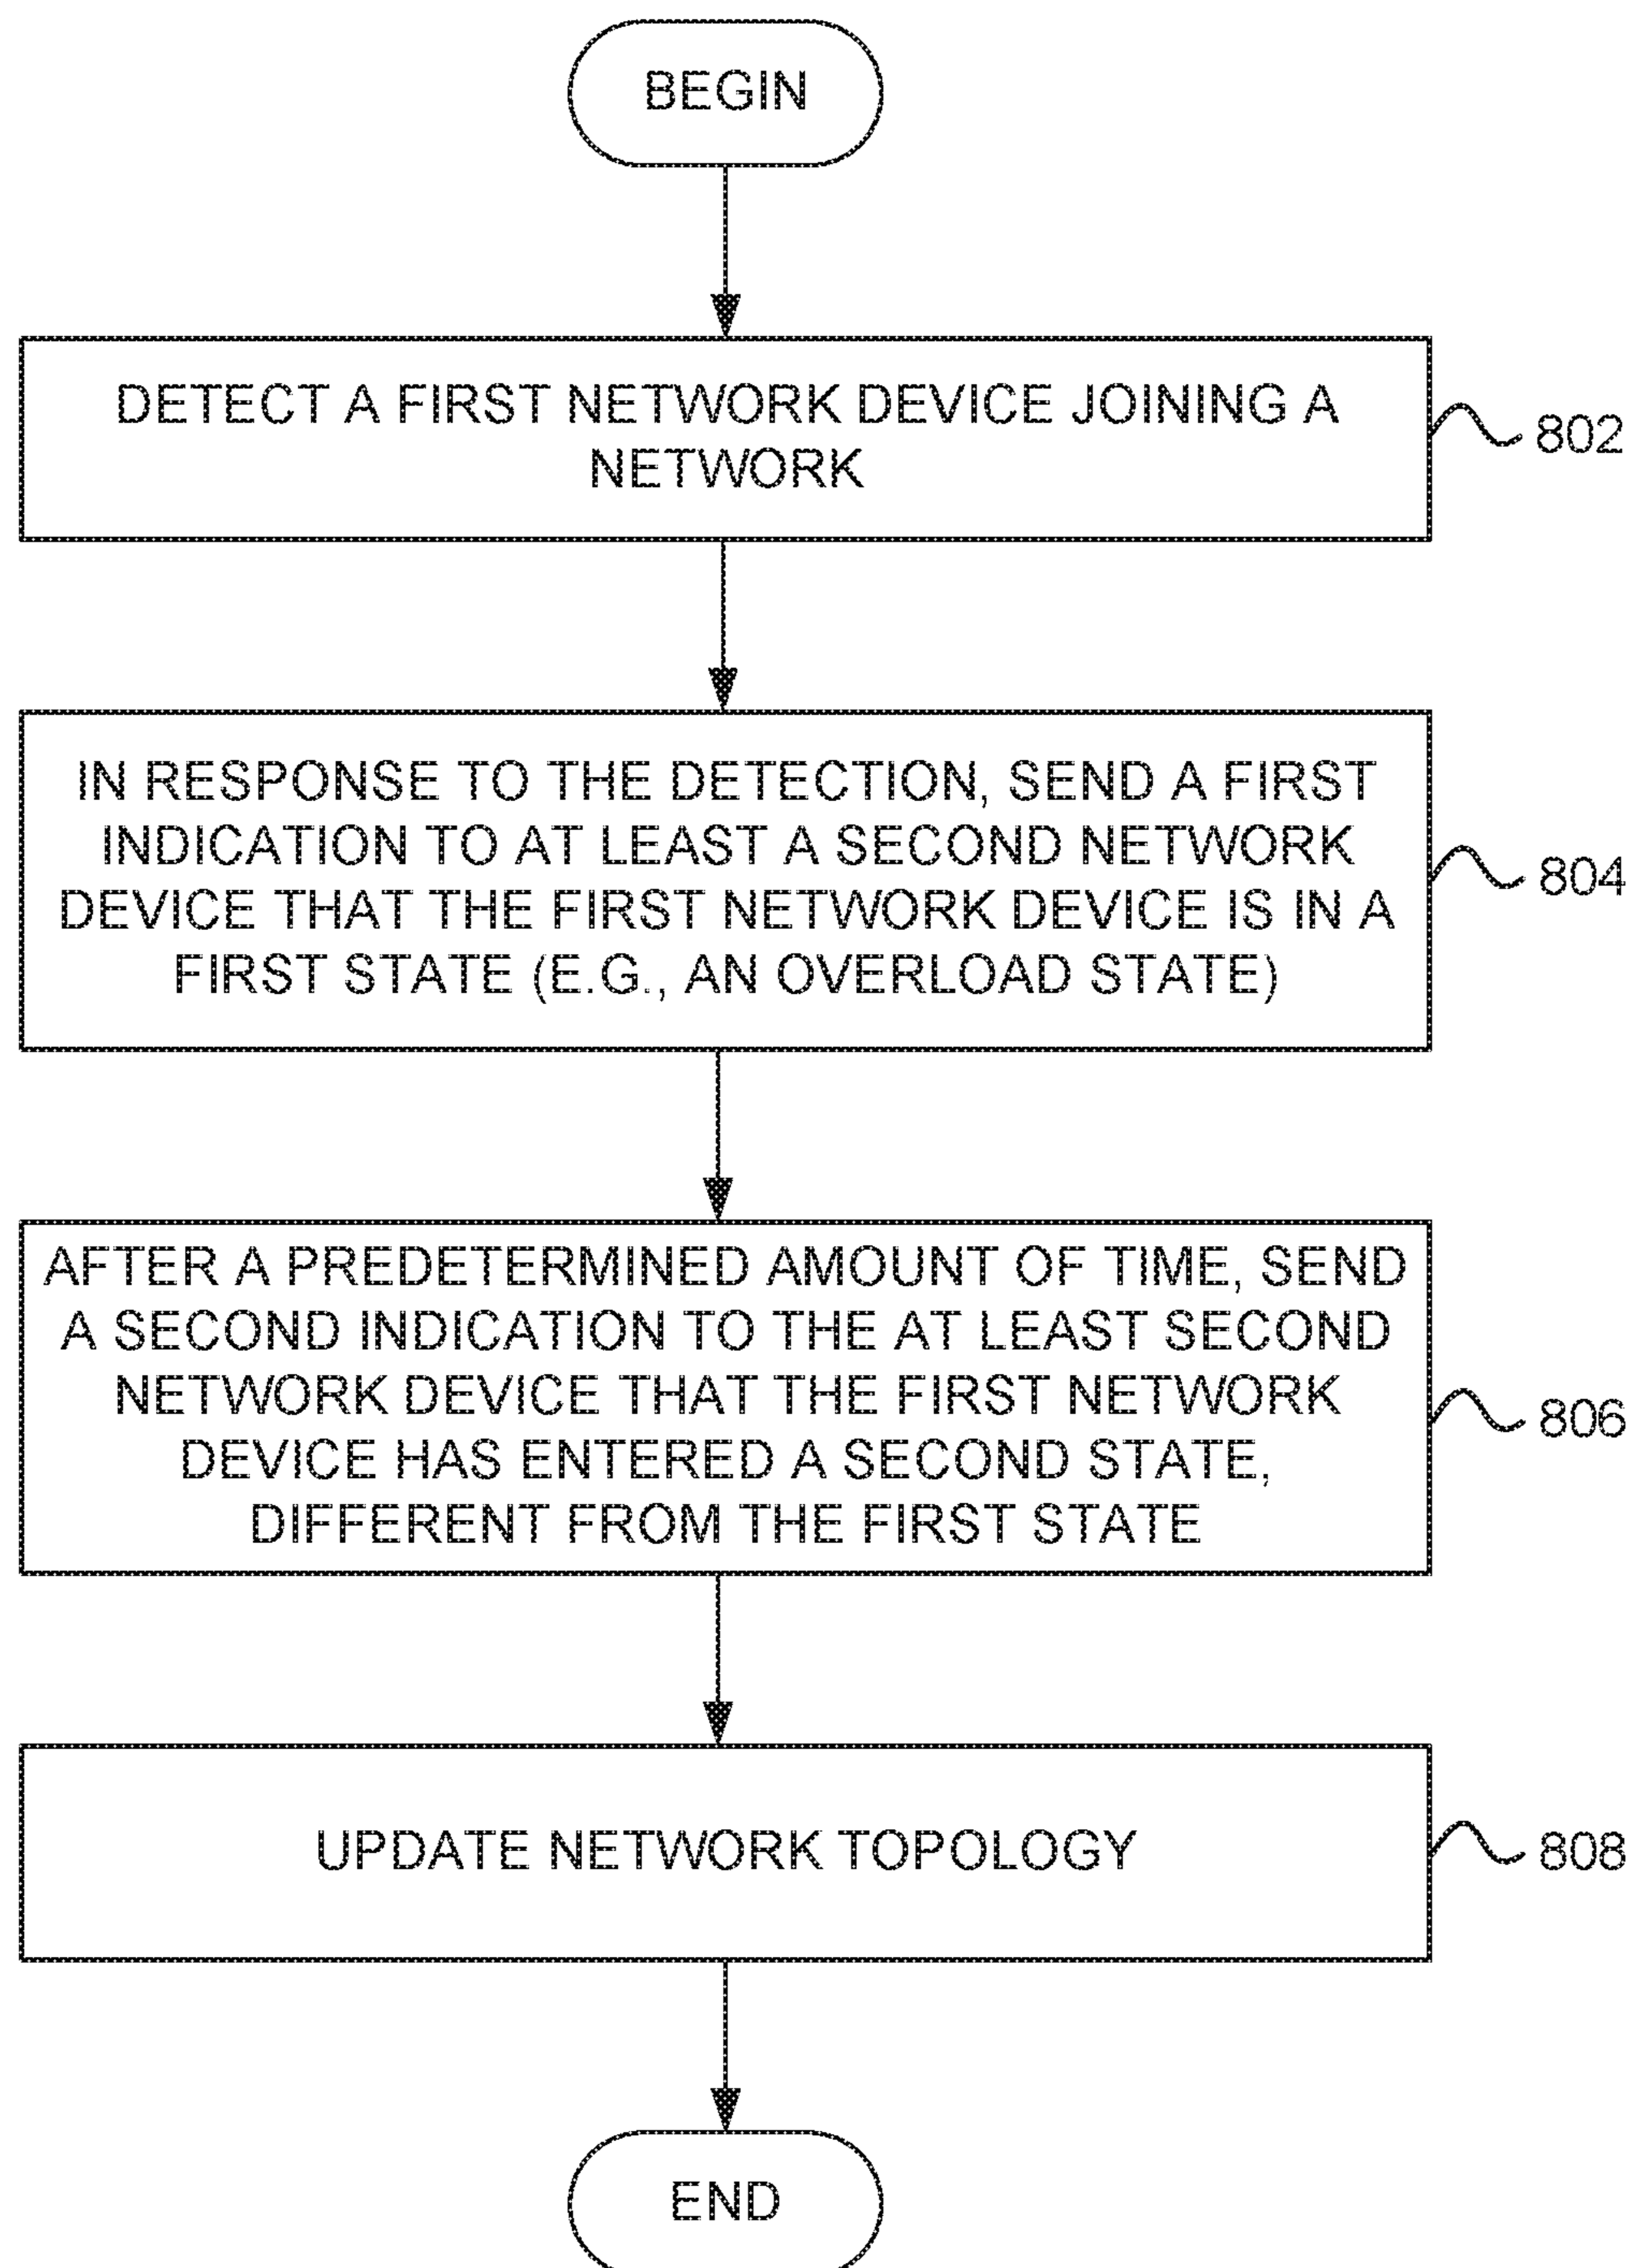 BEGIN
DETECT A FIRST NETWORK DEVICE JOINING A
NETWORK
802
IN RESPONSE TO THE DETECTION, SEND A FIRST
INDICATION TO AT LEAST A SECOND NETWORK
DEVICE THAT THE FIRST NETWORK DEVICE IS IN A
FIRST STATE (E.G., AN OVERLOAD STATE)
804
AFTER A PREDETERMINED AMOUNT OF TIME, SEND
A SECOND INDICATION TO THE AT LEAST SECOND
NETWORK DEVICE THAT THE FIRST NETWORK
DEVICE HAS ENTERED A SECOND STATE,
DIFFERENT FROM THE FIRST STATE
806
UPDATE NETWORK TOPOLOGY
808
END